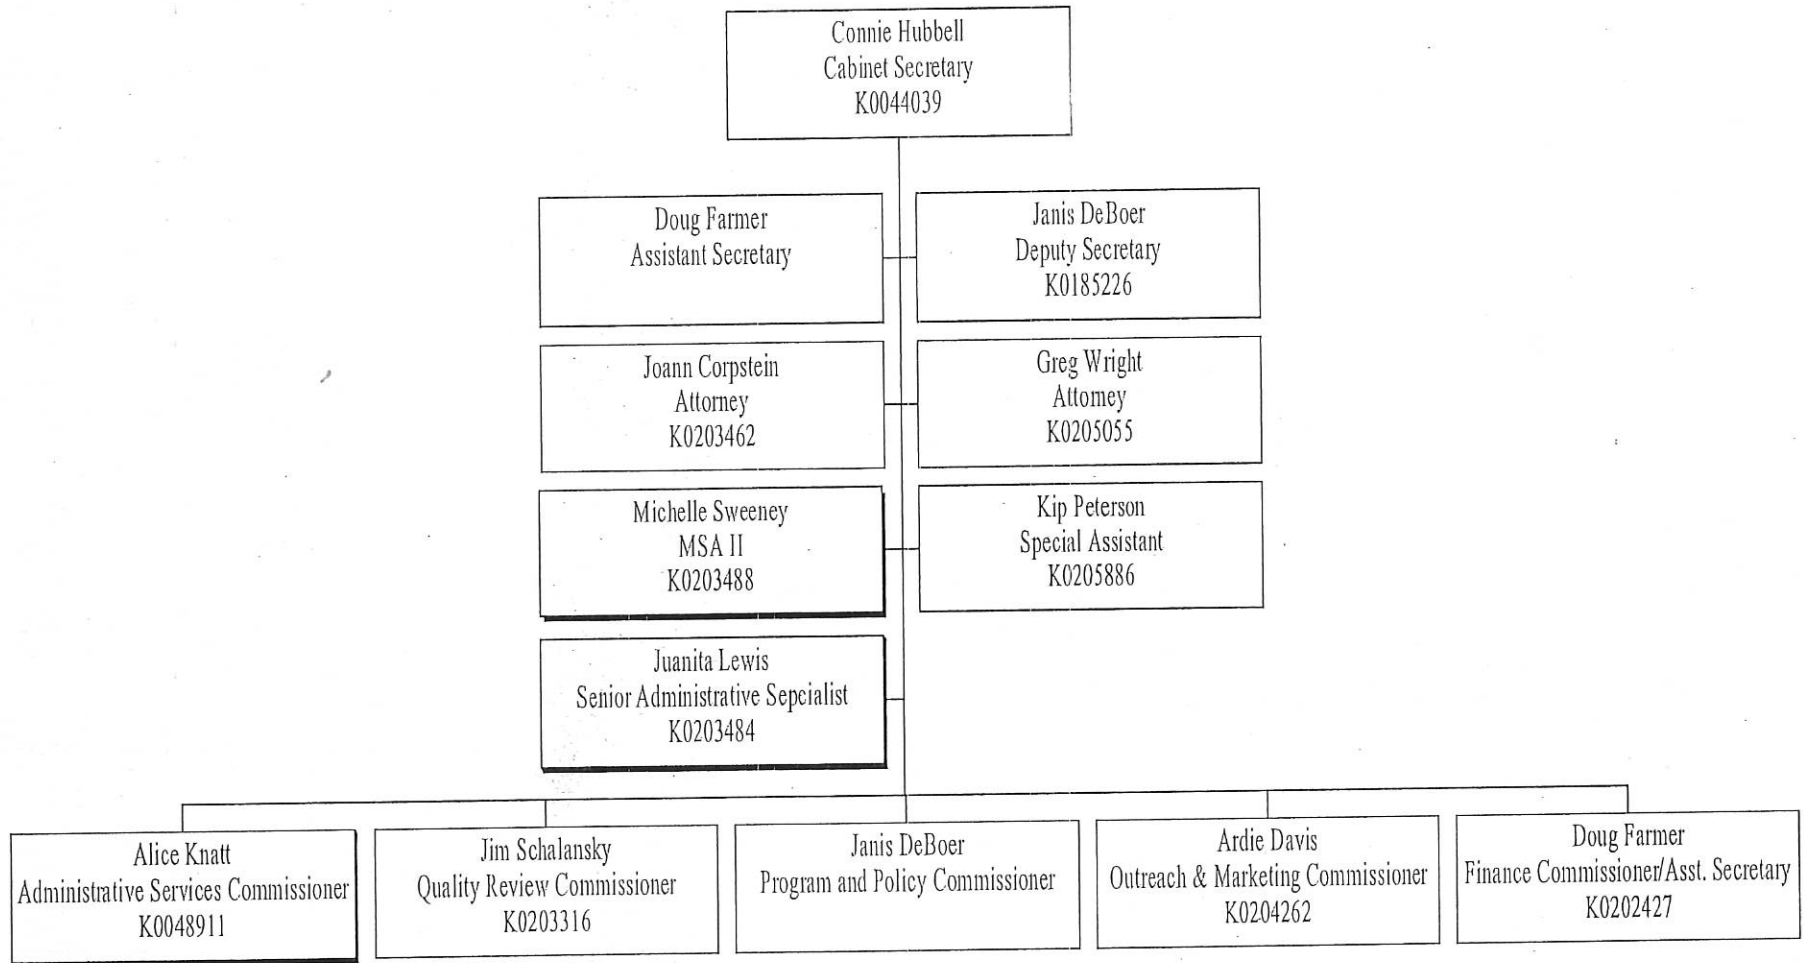 Connie Hubbell
Cabinet Secretary
K0044039
Doug Farmer
Assistant Secretary
Janis DeBoer
Deputy Secretary
K0185226
Joann Corpstein
Attorney
K0203462
Greg Wright
Attorney
K0205055
Michelle Sweeney
MSA II
K0203488
Kip Peterson
Special Assistant
K0205886
Juanita Lewis
Senior Administrative Sepcialist
K0203484
Alice Knatt
Administrative Services Commissioner
K0048911
Jim Schalansky
Quality Review Commissioner
K0203316
Janis DeBoer
Program and Policy Commissioner
Ardie Davis
Outreach & Marketing Commissioner
K0204262
Doug Farmer
Finance Commissioner/Asst. Secretary
K0202427